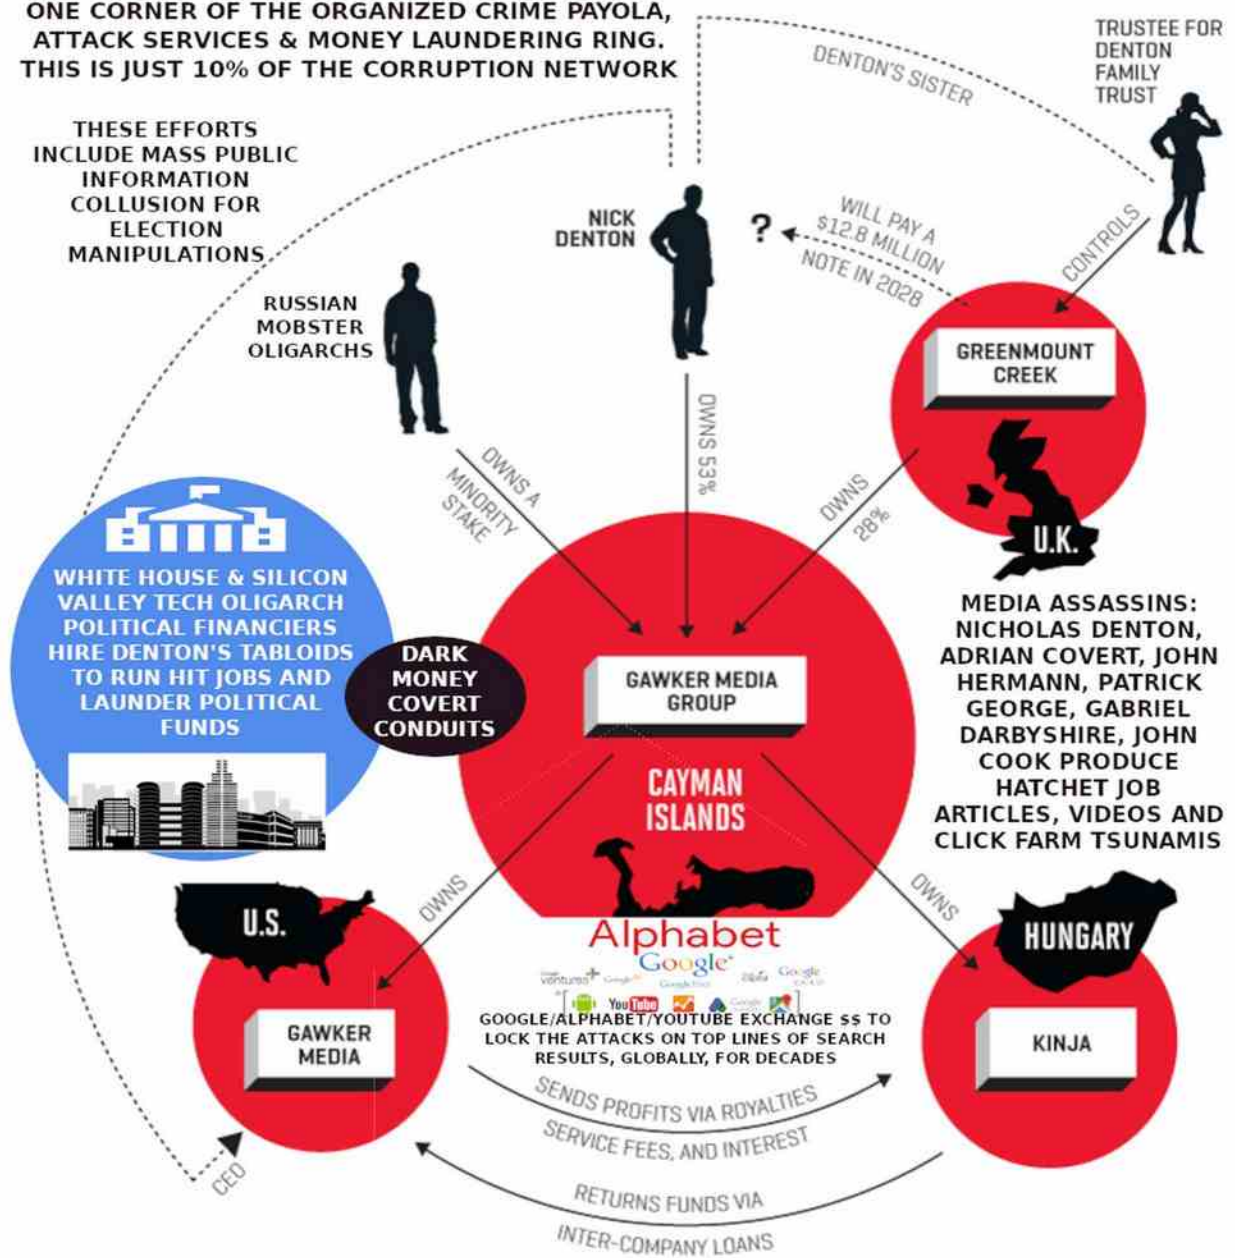 ONE CORNER OF THE ORGANIZED CRIME PAYOLA,
ATTACK SERVICES & MONEY LAUNDERING RING.
THIS IS JUST 10% OF THE CORRUPTION NETWORK
THESE EFFORTS
INCLUDE MASS PUBLIC
INFORMATION
COLLUSION FOR
ELECTION
MANIPULATIONS
DENTON'S SISTER
TRUSTEE FOR
DENTON
FAMILY
TRUST
NICK
DENTON
?
WILL PAY A
$12.8 MILLION
NOTE IN 2028
CONTROLS
RUSSIAN
MOBSTER
OLIGARCHS
GREENMOUNT
CREEK
U.K.
OWNS A
MINORITY
STAKE
OWNS 53%
OWNS
28%
WHITE HOUSE & SILICON
VALLEY TECH OLIGARCH
POLITICAL FINANCIERS
HIRE DENTON'S TABLOIDS
TO RUN HIT JOBS AND
LAUNDER POLITICAL
FUNDS
DARK
MONEY
COVERT
CONDUITS
GAWKER MEDIA
GROUP
CAYMAN
ISLANDS
MEDIA ASSASSINS:
NICHOLAS DENTON,
ADRIAN COVERT, JOHN
HERMANN, PATRICK
GEORGE, GABRIEL
DARBYSHIRE, JOHN
COOK PRODUCE
HATCHET JOB
ARTICLES, VIDEOS AND
CLICK FARM TSUNAMIS
OWNS
OWNS
U.S.
GAWKER
MEDIA
HUNGARY
KINJA
Alphabet
Google
ventures
Google
YouTube
Google
GOOGLE/ALPHABET/YOUTUBE EXCHANGE $$ TO
LOCK THE ATTACKS ON TOP LINES OF SEARCH
RESULTS, GLOBALLY, FOR DECADES
SENDS PROFITS VIA ROYALTIES
SERVICE FEES, AND INTEREST
RETURNS FUNDS VIA
INTER-COMPANY LOANS
CEO